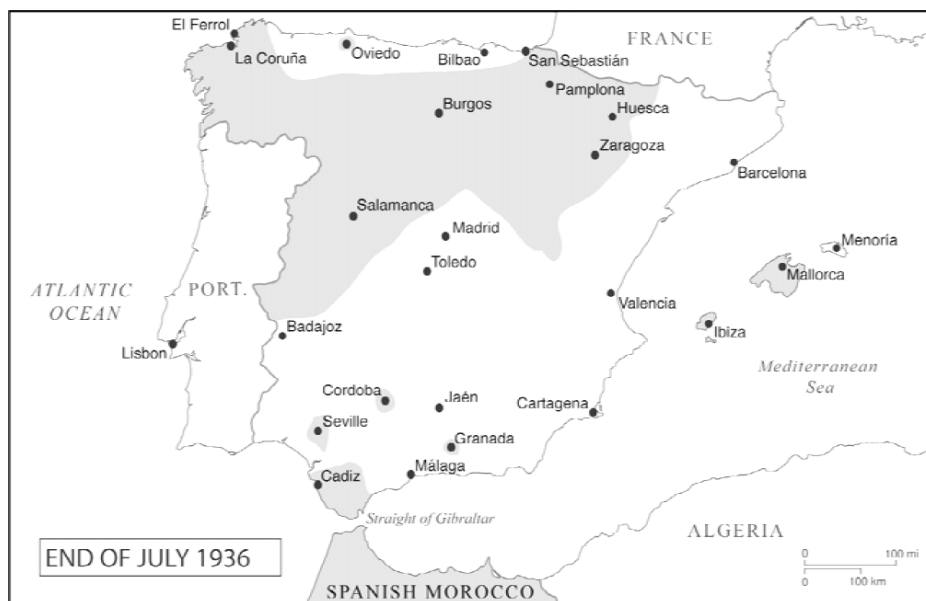 El Ferrol
La Coruña
Oviedo
Bilbao
San Sebastián
FRANCE
Pamplona
Burgos
Huesca
Zaragoza
Barcelona
Salamanca
Madrid
Toledo
Menoría
Mallorca
ATLANTIC
OCEAN
PORT.
Valencia
Ibiza
Badajoz
Lisbon
Mediterranean
Sea
Cordoba
Jaén
Cartagena
Seville
Granada
Cadiz
Málaga
Straight of Gibraltar
ALGERIA
END OF JULY 1936
0 100 mi
0 100 km
SPANISH MOROCCO